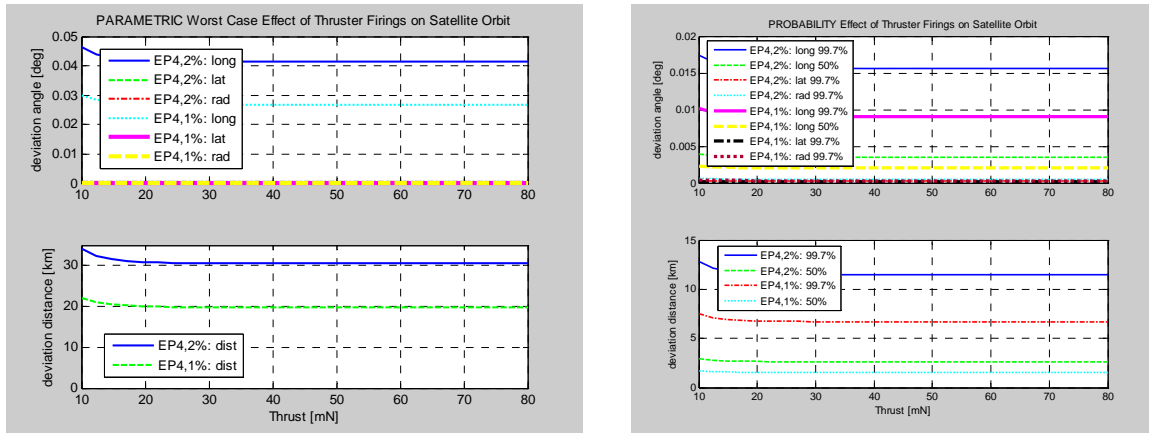 PARAMETRIC Worst Case Effect of Thruster Firings on Satellite Orbit
0.05
0.04
0.03
0.02
0.01
0
deviation angle [deg]
EP4,2%: long
EP4,2%: lat
EP4,2%: rad
EP4,1%: long
EP4,1%: lat
EP4,1%: rad
10 20 30 40 50 60 70 80
30
20
10
0
deviation distance [km]
EP4,2%: dist
EP4,1%: dist
10 20 30 40 50 60 70 80
Thrust [mN]
PROBABILITY Effect of Thruster Firings on Satellite Orbit
0.02
0.015
0.01
0.005
0
deviation angle [deg]
EP4,2%: long 99.7%
EP4,2%: long 50%
EP4,2%: lat 99.7%
EP4,2%: rad 99.7%
EP4,1%: long 99.7%
EP4,1%: long 50%
EP4,1%: lat 99.7%
EP4,1%: rad 99.7%
10 20 30 40 50 60 70 80
15
10
5
0
deviation distance [km]
EP4,2%: 99.7%
EP4,2%: 50%
EP4,1%: 99.7%
EP4,1%: 50%
10 20 30 40 50 60 70 80
Thrust [mN]